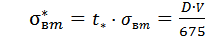 σ*вт = t* · σвт = D·V/675